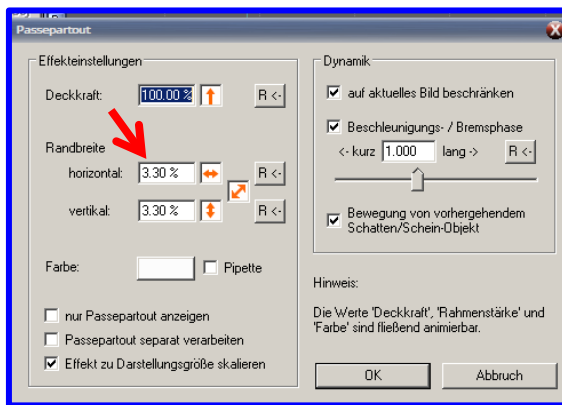 Passepartout
Effekteinstellungen
Deckkraft: 100.00 % R <-
Randbreite
horizontal: 3.30 % R <-
vertikal: 3.30 % R <-
Farbe: Pipette
nur Passepartout anzeigen
Passepartout separat verarbeiten
Effekt zu Darstellungsgröße skalieren
Dynamik
auf aktuelles Bild beschränken
Beschleunigungs- / Bremsphase
<- kurz 1.000 lang -> R <-
Bewegung von vorhergehendem
Schatten/Schein-Objekt
Hinweis:
Die Werte 'Deckkraft', 'Rahmenstärke' und
'Farbe' sind fließend animierbar.
OK Abbruch